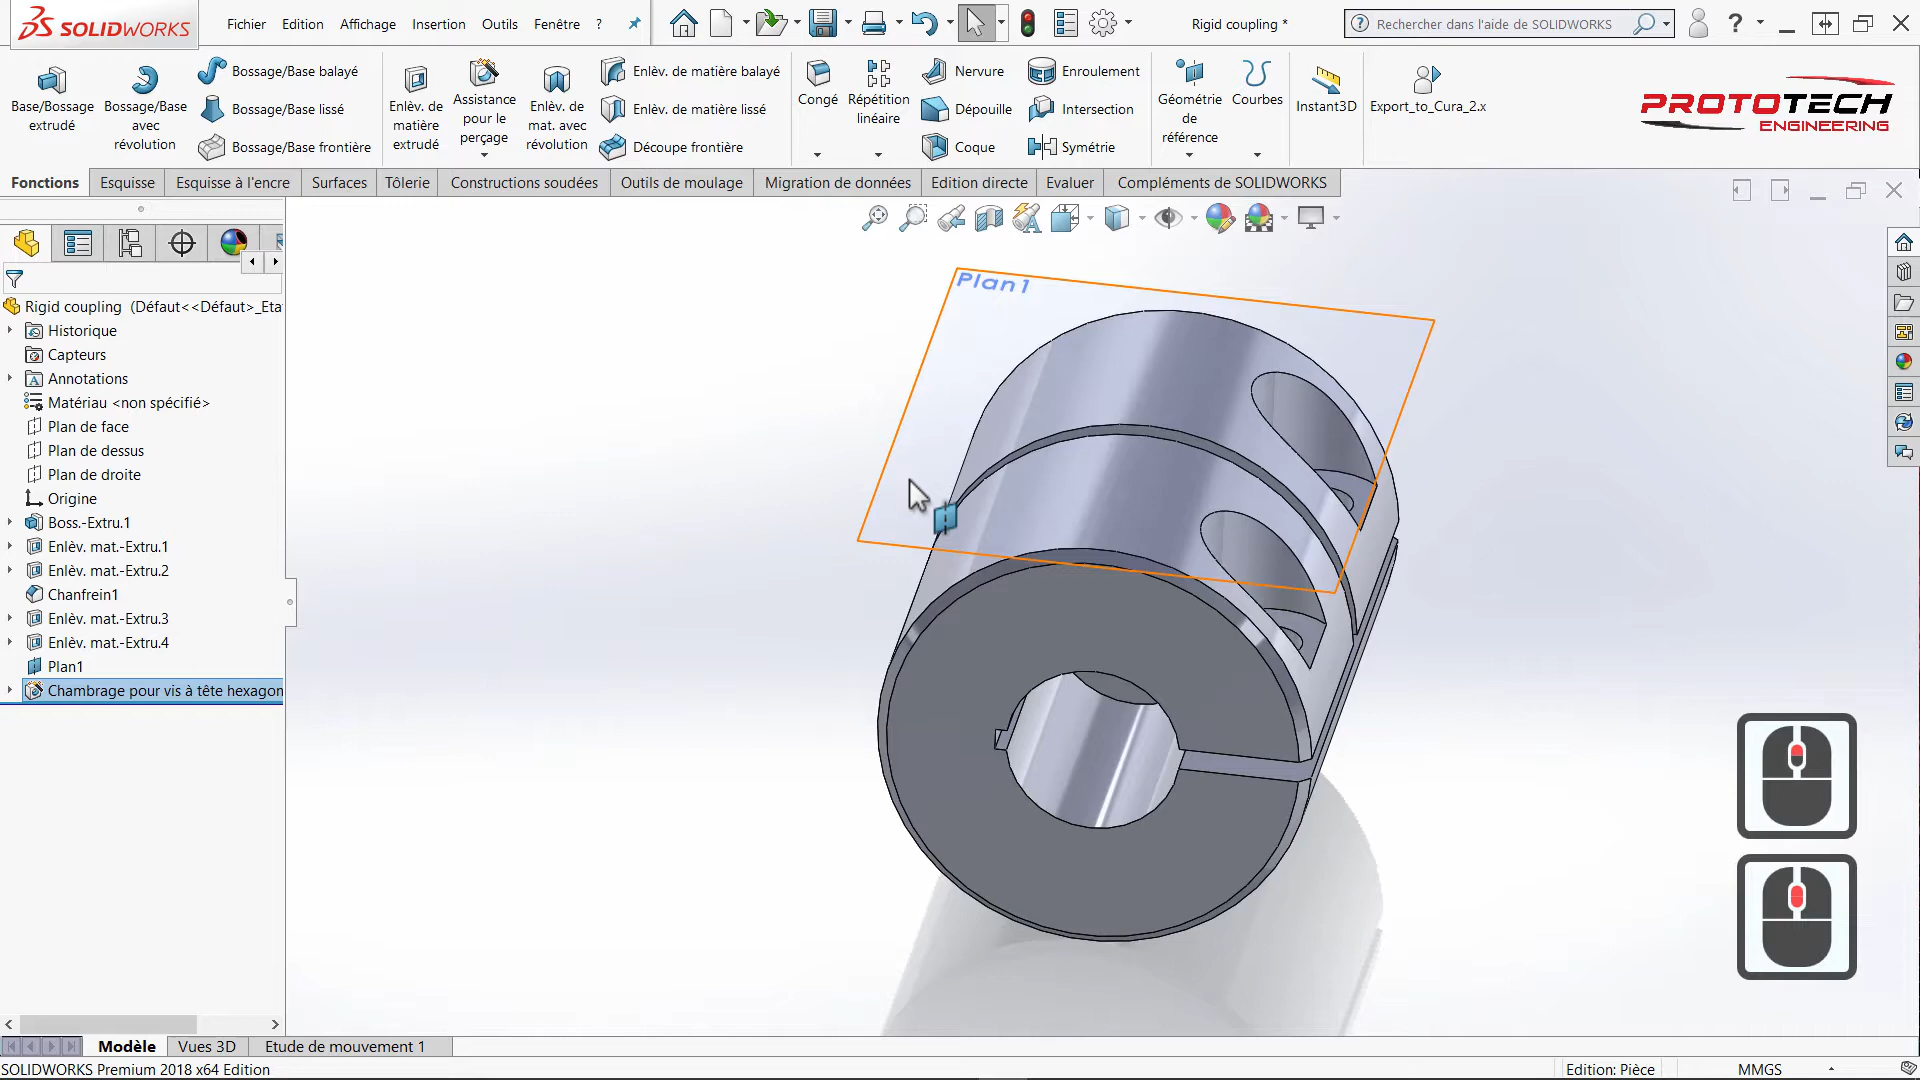 SOLIDWORKS
Fichier Edition Affichage Insertion Outils Fenêtre ?
Rigid coupling *
Rechercher dans l'aide de SOLIDWORKS
?
Base/Bossage extrudé
Bossage/Base avec révolution
Bossage/Base balayé
Bossage/Base lissé
Bossage/Base frontière
Enlèv. de matière extrudé
Assistance pour le perçage
Enlèv. de mat. avec révolution
Enlèv. de matière balayé
Enlèv. de matière lissé
Découpe frontière
Congé
Répétition linéaire
Nervure
Dépouille
Coque
Enroulement
Intersection
Symétrie
Géométrie de référence
Courbes
Instant3D
Export_to_Cura_2.x
PROTOTECH
ENGINEERING
Fonctions Esquisse Esquisse à l'encre Surfaces Tôlerie Constructions soudées Outils de moulage Migration de données Edition directe Evaluer Compléments de SOLIDWORKS
Rigid coupling (Défaut<<Défaut>_Eta
Historique
Capteurs
Annotations
Matériau <non spécifié>
Plan de face
Plan de dessus
Plan de droite
Origine
Boss.-Extru.1
Enlèv. mat.-Extru.1
Enlèv. mat.-Extru.2
Chanfrein1
Enlèv. mat.-Extru.3
Enlèv. mat.-Extru.4
Plan1
Chambrage pour vis à tête hexagon
Plan1
Modèle Vues 3D Etude de mouvement 1
SOLIDWORKS Premium 2018 x64 Edition
Edition: Pièce
MMGS